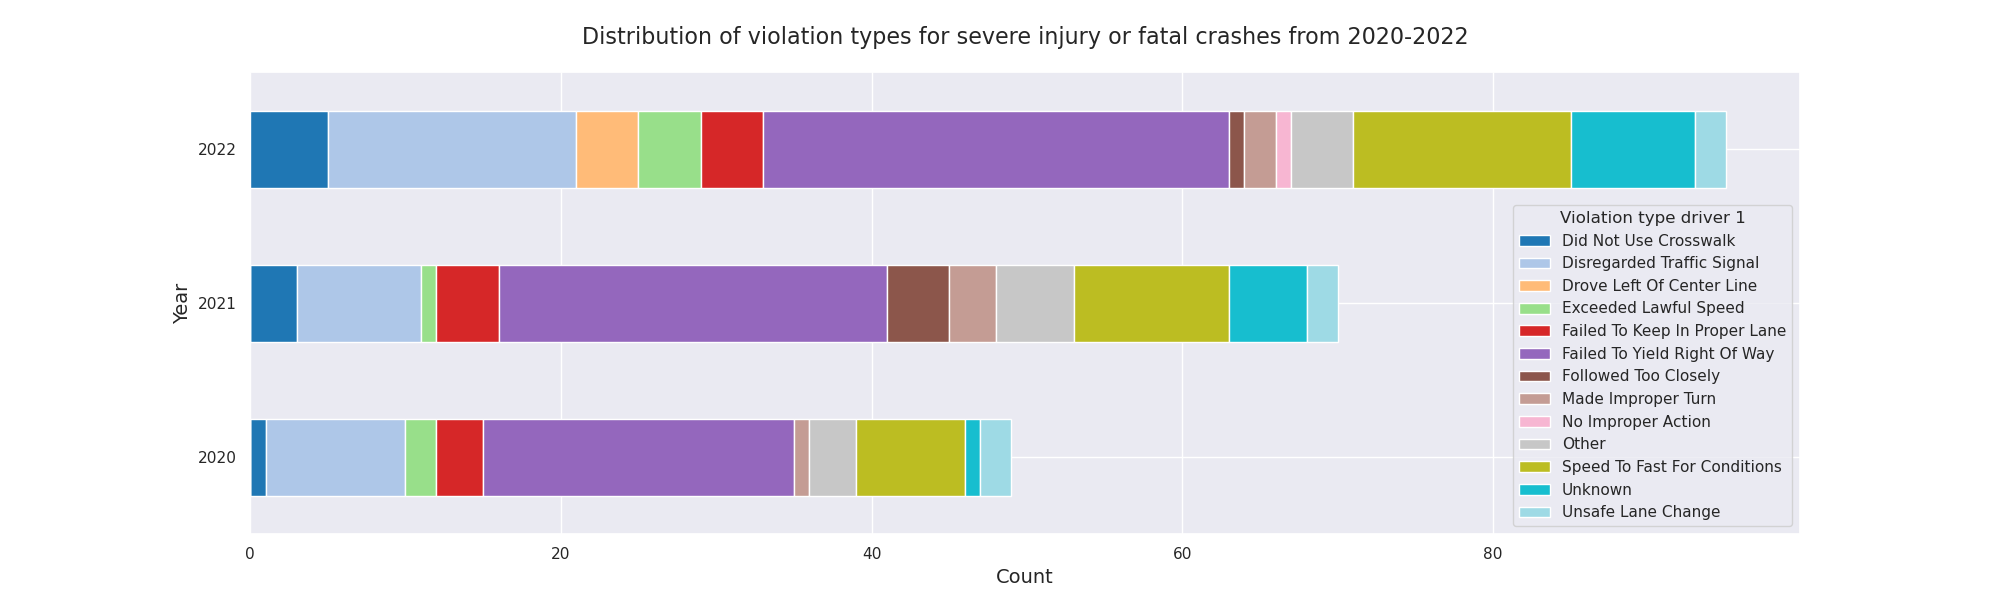 Distribution of violation types for severe injury or fatal crashes from 2020-2022
Year
2022
2021
2020
0 20 40 60 80
Count
Violation type driver 1
Did Not Use Crosswalk
Disregarded Traffic Signal
Drove Left Of Center Line
Exceeded Lawful Speed
Failed To Keep In Proper Lane
Failed To Yield Right Of Way
Followed Too Closely
Made Improper Turn
No Improper Action
Other
Speed To Fast For Conditions
Unknown
Unsafe Lane Change